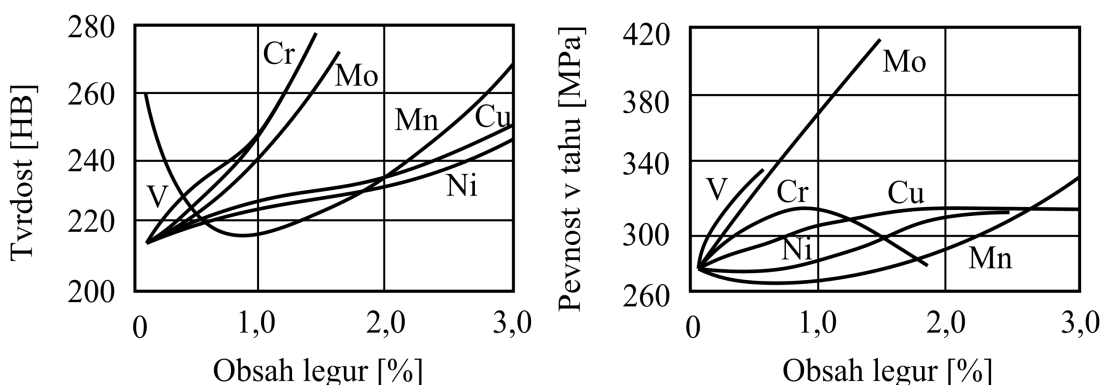 Tvrdost [HB]
280
260
240
220
200
0
1,0
2,0
3,0
Cr
Mo
Mn
Cu
V
Ni
Obsah legur [%]
Pevnost v tahu [MPa]
420
380
340
300
260
0
1,0
2,0
3,0
Mo
V
Cr
Cu
Ni
Mn
Obsah legur [%]